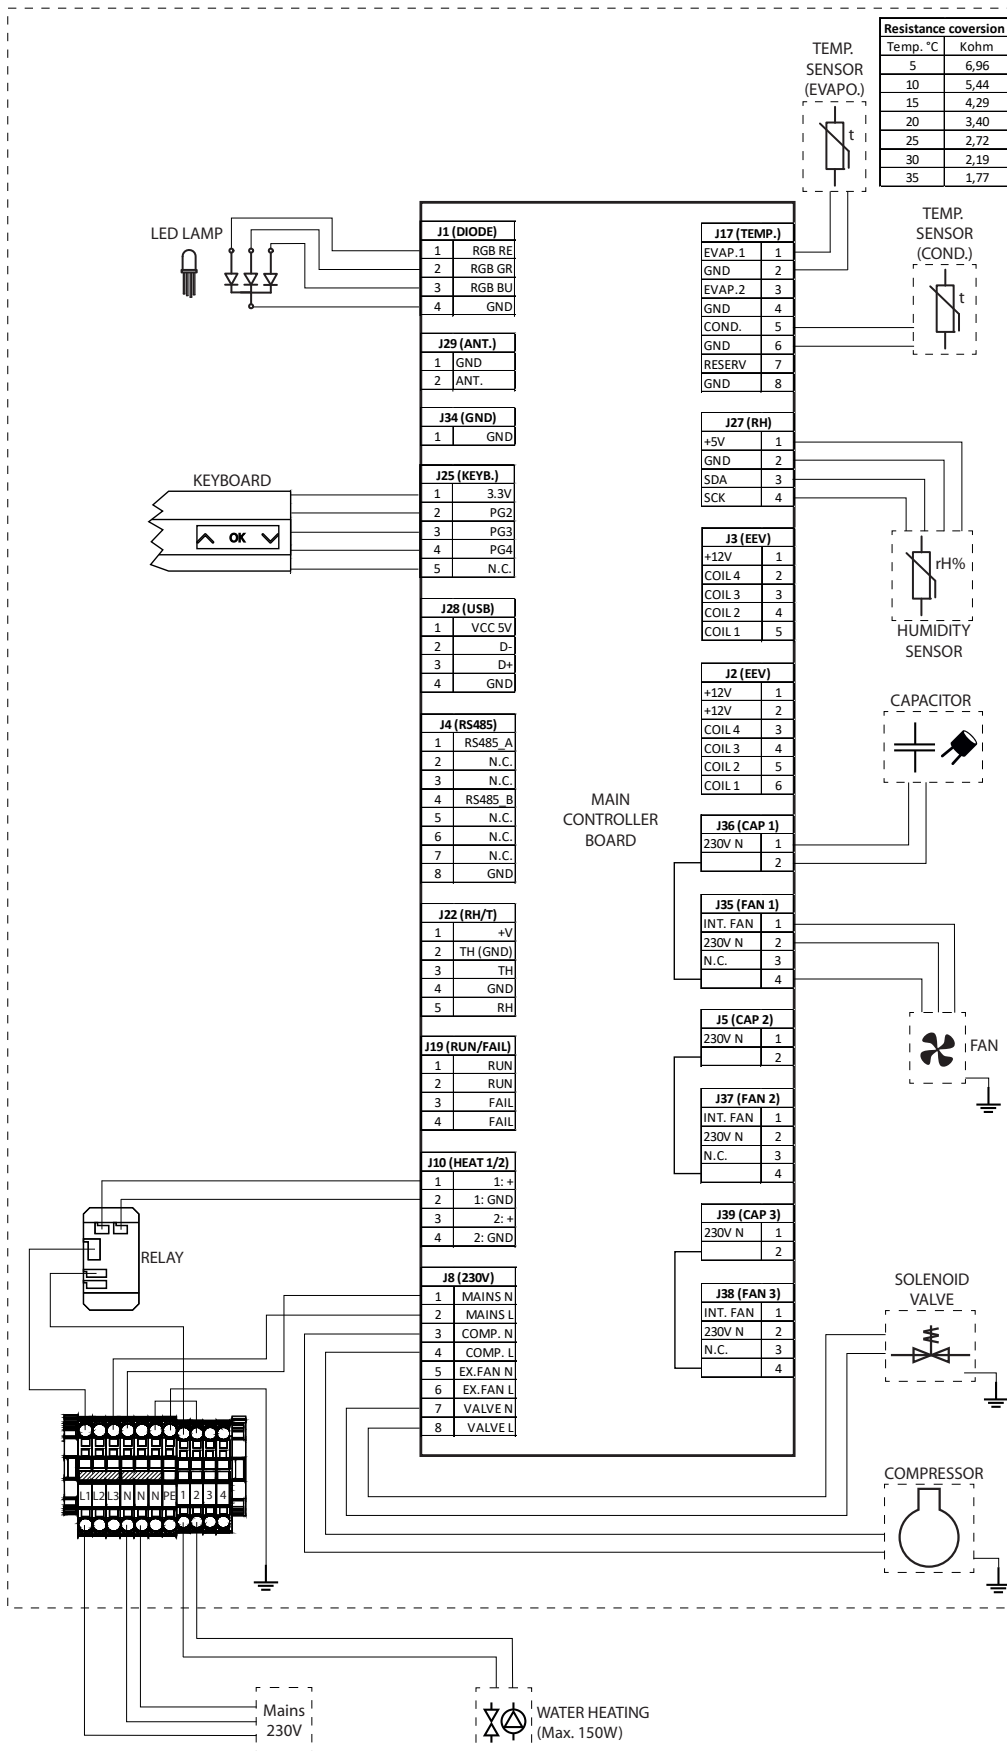 Resistance coversion
Temp. °C Kohm
5 6,96
10 5,44
15 4,29
20 3,40
25 2,72
30 2,19
35 1,77
TEMP.
SENSOR
(EVAPO.)
t
TEMP.
SENSOR
(COND.)
t
LED LAMP
J1 (DIODE)
1 RGB RE
2 RGB GR
3 RGB BU
4 GND
J29 (ANT.)
1 GND
2 ANT.
J34 (GND)
1 GND
KEYBOARD
OK
J25 (KEYB.)
1 3.3V
2 PG2
3 PG3
4 PG4
5 N.C.
J28 (USB)
1 VCC 5V
2 D-
3 D+
4 GND
J4 (RS485)
1 RS485_A
2 N.C.
3 N.C.
4 RS485_B
5 N.C.
6 N.C.
7 N.C.
8 GND
J22 (RH/T)
1 +V
2 TH (GND)
3 TH
4 GND
5 RH
J19 (RUN/FAIL)
1 RUN
2 RUN
3 FAIL
4 FAIL
J10 (HEAT 1/2)
1 1: +
2 1: GND
3 2: +
4 2: GND
RELAY
J8 (230V)
1 MAINS N
2 MAINS L
3 COMP. N
4 COMP. L
5 EX.FAN N
6 EX.FAN L
7 VALVE N
8 VALVE L
MAIN
CONTROLLER
BOARD
J17 (TEMP.)
EVAP.1 1
GND 2
EVAP.2 3
GND 4
COND. 5
GND 6
RESERV 7
GND 8
J27 (RH)
+5V 1
GND 2
SDA 3
SCK 4
rH%
HUMIDITY
SENSOR
J3 (EEV)
+12V 1
COIL 4 2
COIL 3 3
COIL 2 4
COIL 1 5
J2 (EEV)
+12V 1
+12V 2
COIL 4 3
COIL 3 4
COIL 2 5
COIL 1 6
CAPACITOR
J36 (CAP 1)
230V N 1
2
J35 (FAN 1)
INT. FAN 1
230V N 2
N.C. 3
4
FAN
J5 (CAP 2)
230V N 1
2
J37 (FAN 2)
INT. FAN 1
230V N 2
N.C. 3
4
J39 (CAP 3)
230V N 1
2
J38 (FAN 3)
INT. FAN 1
230V N 2
N.C. 3
4
SOLENOID
VALVE
COMPRESSOR
L1 L2 L3 N N N PE 1 2 3 4
Mains
230V
WATER HEATING
(Max. 150W)